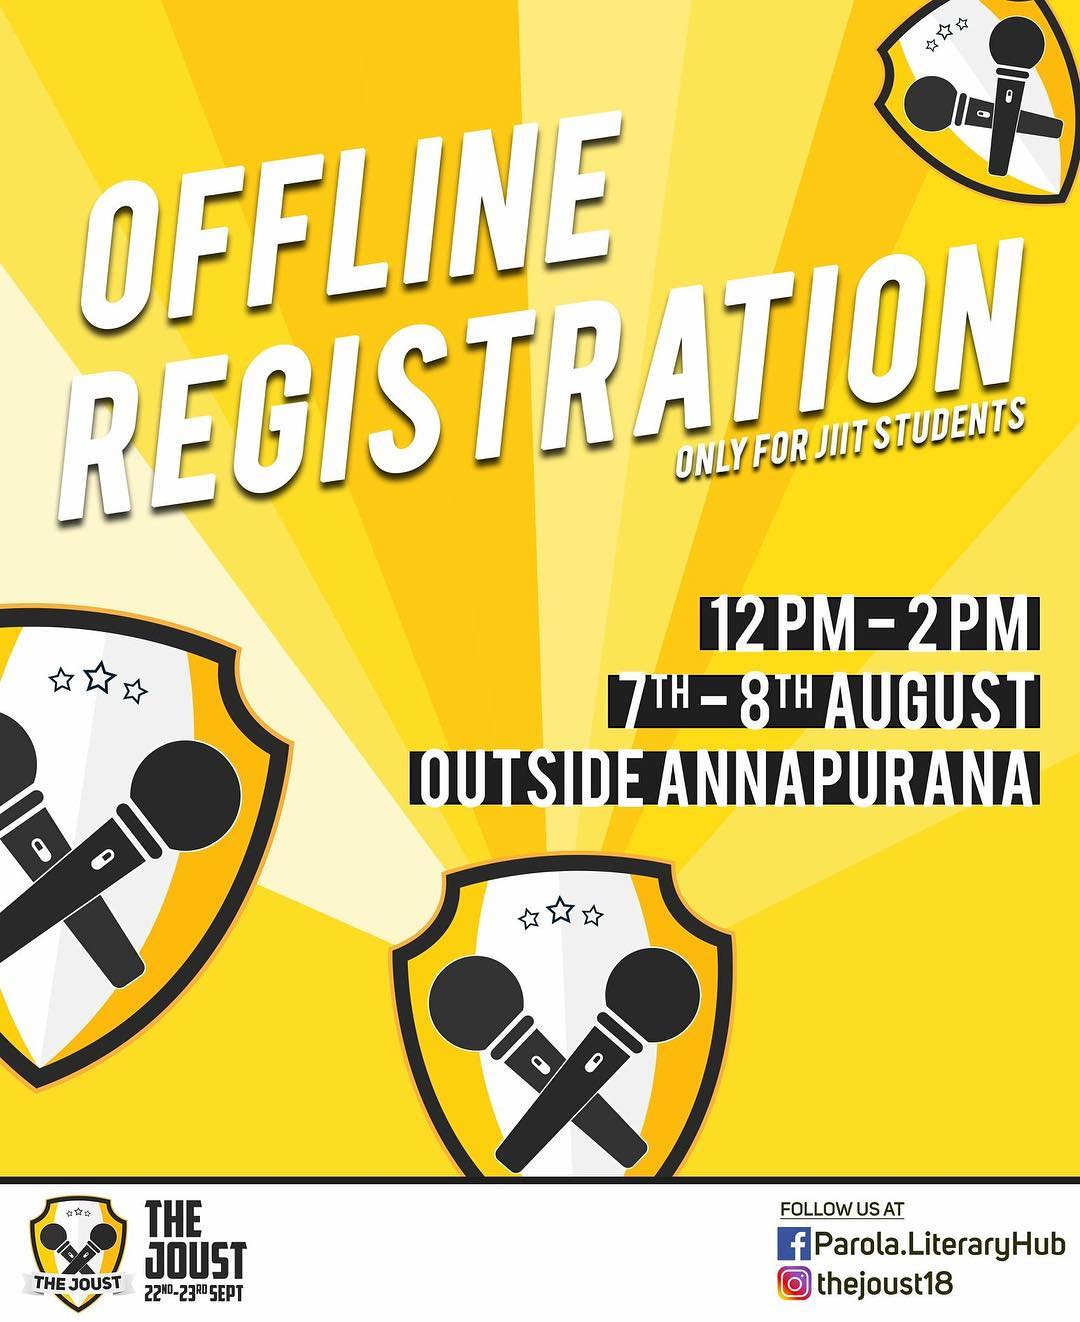 OFFLINE
REGISTRATION
ONLY FOR JIIT STUDENTS
12 PM – 2 PM
7TH – 8TH AUGUST
OUTSIDE ANNAPURANA
THE JOUST
THE
JOUST
22ND-23RD SEPT
FOLLOW US AT
Parola.LiteraryHub
thejoust18